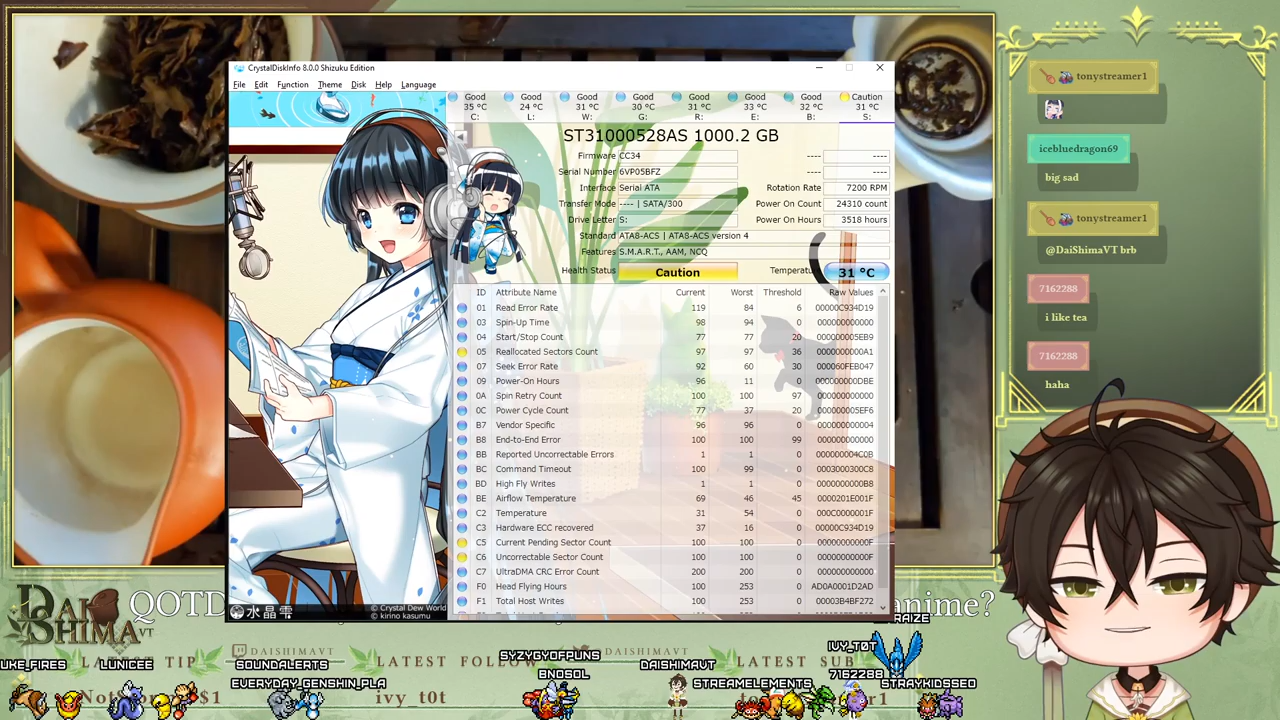 CrystalDiskInfo 8.0.0 Shizuku Edition
File Edit Function Theme Disk Help Language
Good Good Good Good Good Good Good Caution
35 °C 24 °C 31 °C 30 °C 31 °C 33 °C 32 °C 31 °C
C: L: W: G: R: E: B: S:
ST31000528AS 1000.2 GB
Firmware CC34 ---- ----
Serial Number 6VP05BFZ ---- ----
Interface Serial ATA Rotation Rate 7200 RPM
Transfer Mode ---- | SATA/300 Power On Count 24310 count
Drive Letter S: Power On Hours 3518 hours
Standard ATA8-ACS | ATA8-ACS version 4
Features S.M.A.R.T., AAM, NCQ
Health Status Caution Temperatu 31 °C
ID Attribute Name Current Worst Threshold Raw Values
01 Read Error Rate 119 84 6 00000C934D19
03 Spin-Up Time 98 94 0 000000000000
04 Start/Stop Count 77 77 20 000000005EB9
05 Reallocated Sectors Count 97 97 36 0000000000A1
07 Seek Error Rate 92 60 30 000060FEB047
09 Power-On Hours 96 11 0 000000000DBE
0A Spin Retry Count 100 100 97 000000000000
0C Power Cycle Count 77 37 20 000000005EF6
B7 Vendor Specific 96 96 0 000000000004
B8 End-to-End Error 100 100 99 000000000000
BB Reported Uncorrectable Errors 1 1 0 000000004C0B
BC Command Timeout 100 99 0 0003000300C8
BD High Fly Writes 1 1 0 0000000000B8
BE Airflow Temperature 69 46 45 0000201E001F
C2 Temperature 31 54 0 000C0000001F
C3 Hardware ECC recovered 37 16 0 00000C934D19
C5 Current Pending Sector Count 100 100 0 00000000000F
C6 Uncorrectable Sector Count 100 100 0 00000000000F
C7 UltraDMA CRC Error Count 200 200 0 000000000000
F0 Head Flying Hours 100 253 0 AD0A0001D2AD
F1 Total Host Writes 100 253 0 00003B4BF272
水晶雫
© Crystal Dew World
© kirino kasumu
tonystreamer1
icebluedragon69
big sad
tonystreamer1
@DaiShimaVT brb
7162288
i like tea
7162288
haha
DAI SHIMA VT
QOTD
anime?
LATEST TIP
DAISHIMAVT
LATEST FOLLOW
DAISHIMAVT
LATEST SUB
ivy_t0t
UKE_FIRES
LUNICEE
SOUNDALERTS
EVERYDAY_GENSHIN_PLA
SYZYGYOFPUNS
BNOSOL
DAISHIMAVT
STREAMELEMENTS
IVY_T0T
7162288
STRAYKIDSSED
RAIZE